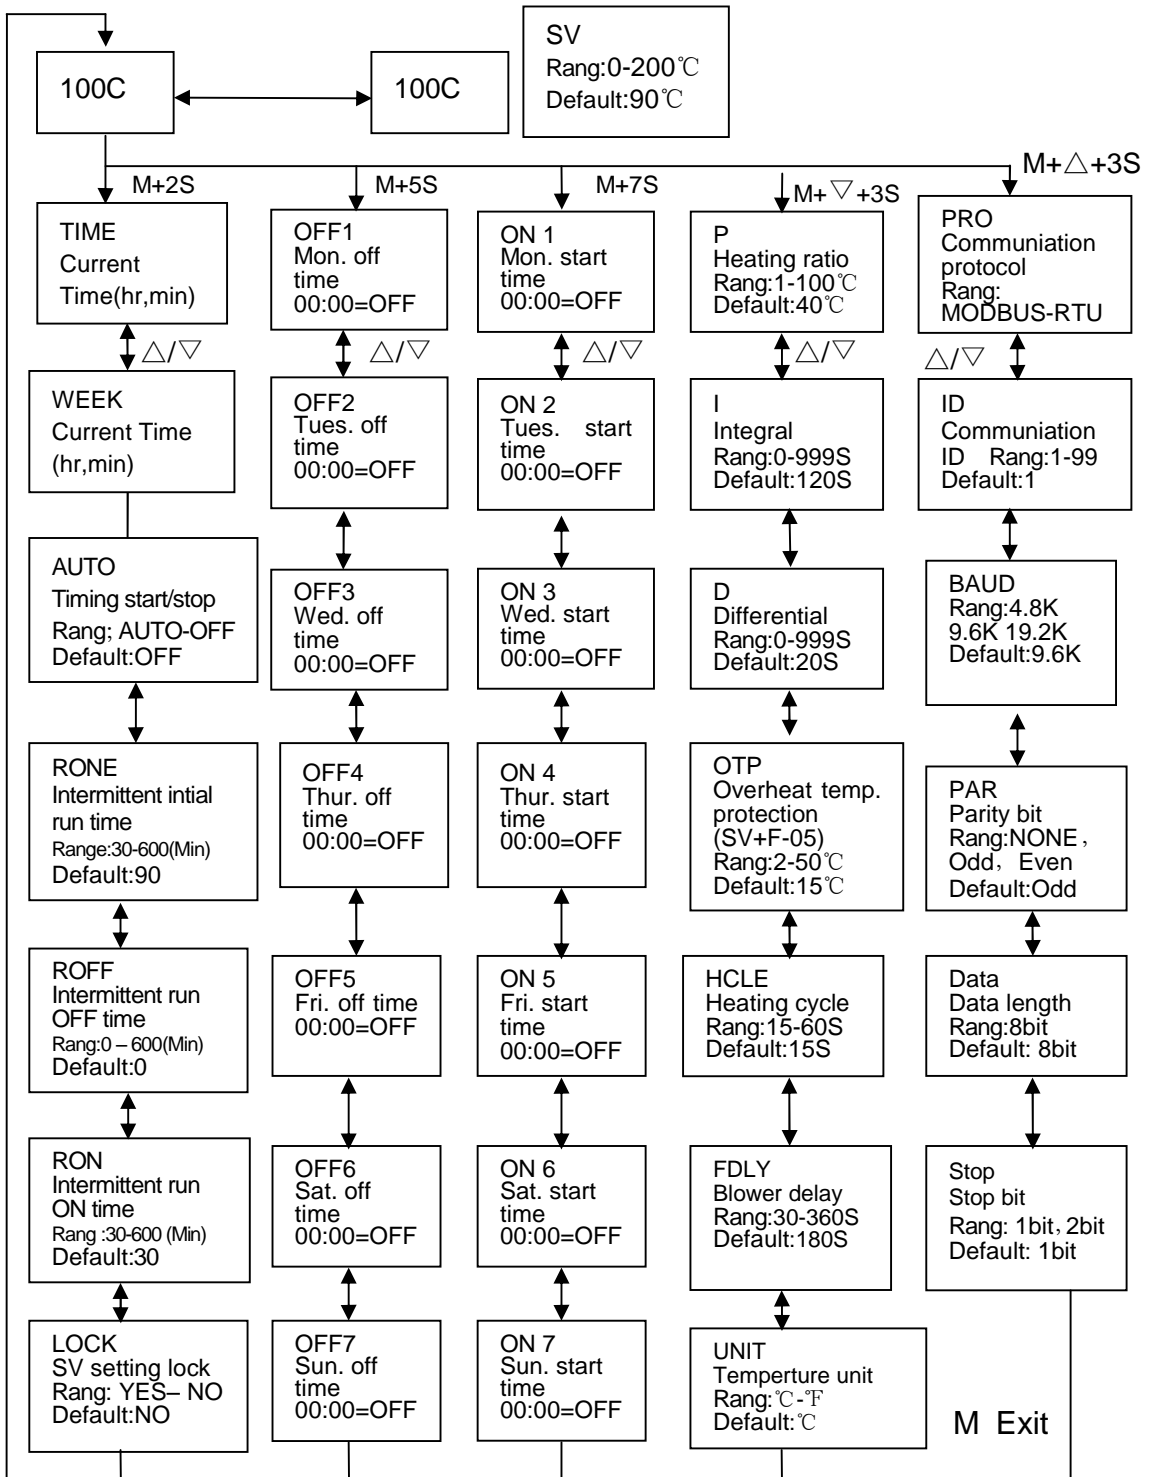 100C
100C
SV
Rang:0-200℃
Default:90℃
M+2S
M+5S
M+7S
M+▽+3S
M+△+3S
TIME
Current
Time(hr,min)
△/▽
WEEK
Current Time
(hr,min)
AUTO
Timing start/stop
Rang; AUTO-OFF
Default:OFF
RONE
Intermittent intial
run time
Range:30-600(Min)
Default:90
ROFF
Intermittent run
OFF time
Rang:0 – 600(Min)
Default:0
RON
Intermittent run
ON time
Rang :30-600 (Min)
Default:30
LOCK
SV setting lock
Rang: YES– NO
Default:NO
OFF1
Mon. off
time
00:00=OFF
△/▽
OFF2
Tues. off
time
00:00=OFF
OFF3
Wed. off
time
00:00=OFF
OFF4
Thur. off
time
00:00=OFF
OFF5
Fri. off time
00:00=OFF
OFF6
Sat. off
time
00:00=OFF
OFF7
Sun. off
time
00:00=OFF
ON 1
Mon. start
time
00:00=OFF
△/▽
ON 2
Tues. start
time
00:00=OFF
ON 3
Wed. start
time
00:00=OFF
ON 4
Thur. start
time
00:00=OFF
ON 5
Fri. start
time
00:00=OFF
ON 6
Sat. start
time
00:00=OFF
ON 7
Sun. start
time
00:00=OFF
P
Heating ratio
Rang:1-100℃
Default:40℃
△/▽
I
Integral
Rang:0-999S
Default:120S
D
Differential
Rang:0-999S
Default:20S
OTP
Overheat temp.
protection
(SV+F-05)
Rang:2-50℃
Default:15℃
HCLE
Heating cycle
Rang:15-60S
Default:15S
FDLY
Blower delay
Rang:30-360S
Default:180S
UNIT
Temperture unit
Rang:℃-℉
Default:℃
PRO
Communiation
protocol
Rang:
MODBUS-RTU
△/▽
ID
Communiation
ID Rang:1-99
Default:1
BAUD
Rang:4.8K
9.6K 19.2K
Default:9.6K
PAR
Parity bit
Rang:NONE,
Odd, Even
Default:Odd
Data
Data length
Rang:8bit
Default: 8bit
Stop
Stop bit
Rang: 1bit, 2bit
Default: 1bit
M Exit